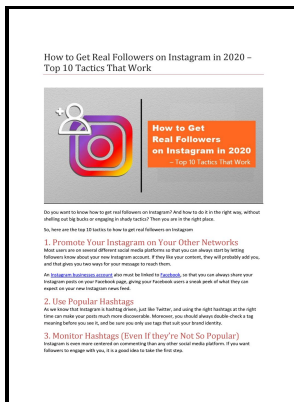 How to Get Real Followers on Instagram in 2020 –
Top 10 Tactics That Work
How to Get
Real Followers
on Instagram in 2020
– Top 10 Tactics That Work
Do you want to know how to get real followers on Instagram? And how to do it in the right way, without
shelling out big bucks or engaging in shady tactics? Then you are in the right place.
So, here are the top 10 tactics to how to get real followers on Instagram
1. Promote Your Instagram on Your Other Networks
Most users are on several different social media platforms so that you can always start by letting
followers know about your new Instagram account. If they like your content, they will probably add you,
and that gives you two ways for your message to reach them.
An Instagram businesses account also must be linked to Facebook, so that you can always share your
Instagram posts on your Facebook page, giving your Facebook users a sneak peek of what they can
expect on your new Instagram news feed.
2. Use Popular Hashtags
As we know that Instagram is hashtag driven, just like Twitter, and using the right hashtags at the right
time can make your posts much more discoverable. Moreover, you should always double-check a tag
meaning before you use it, and be sure you only use tags that suit your brand identity.
3. Monitor Hashtags (Even If they're Not So Popular)
Instagram is even more centered on commenting than any other social media platform. If you want
followers to engage with you, it is a good idea to take the first step.